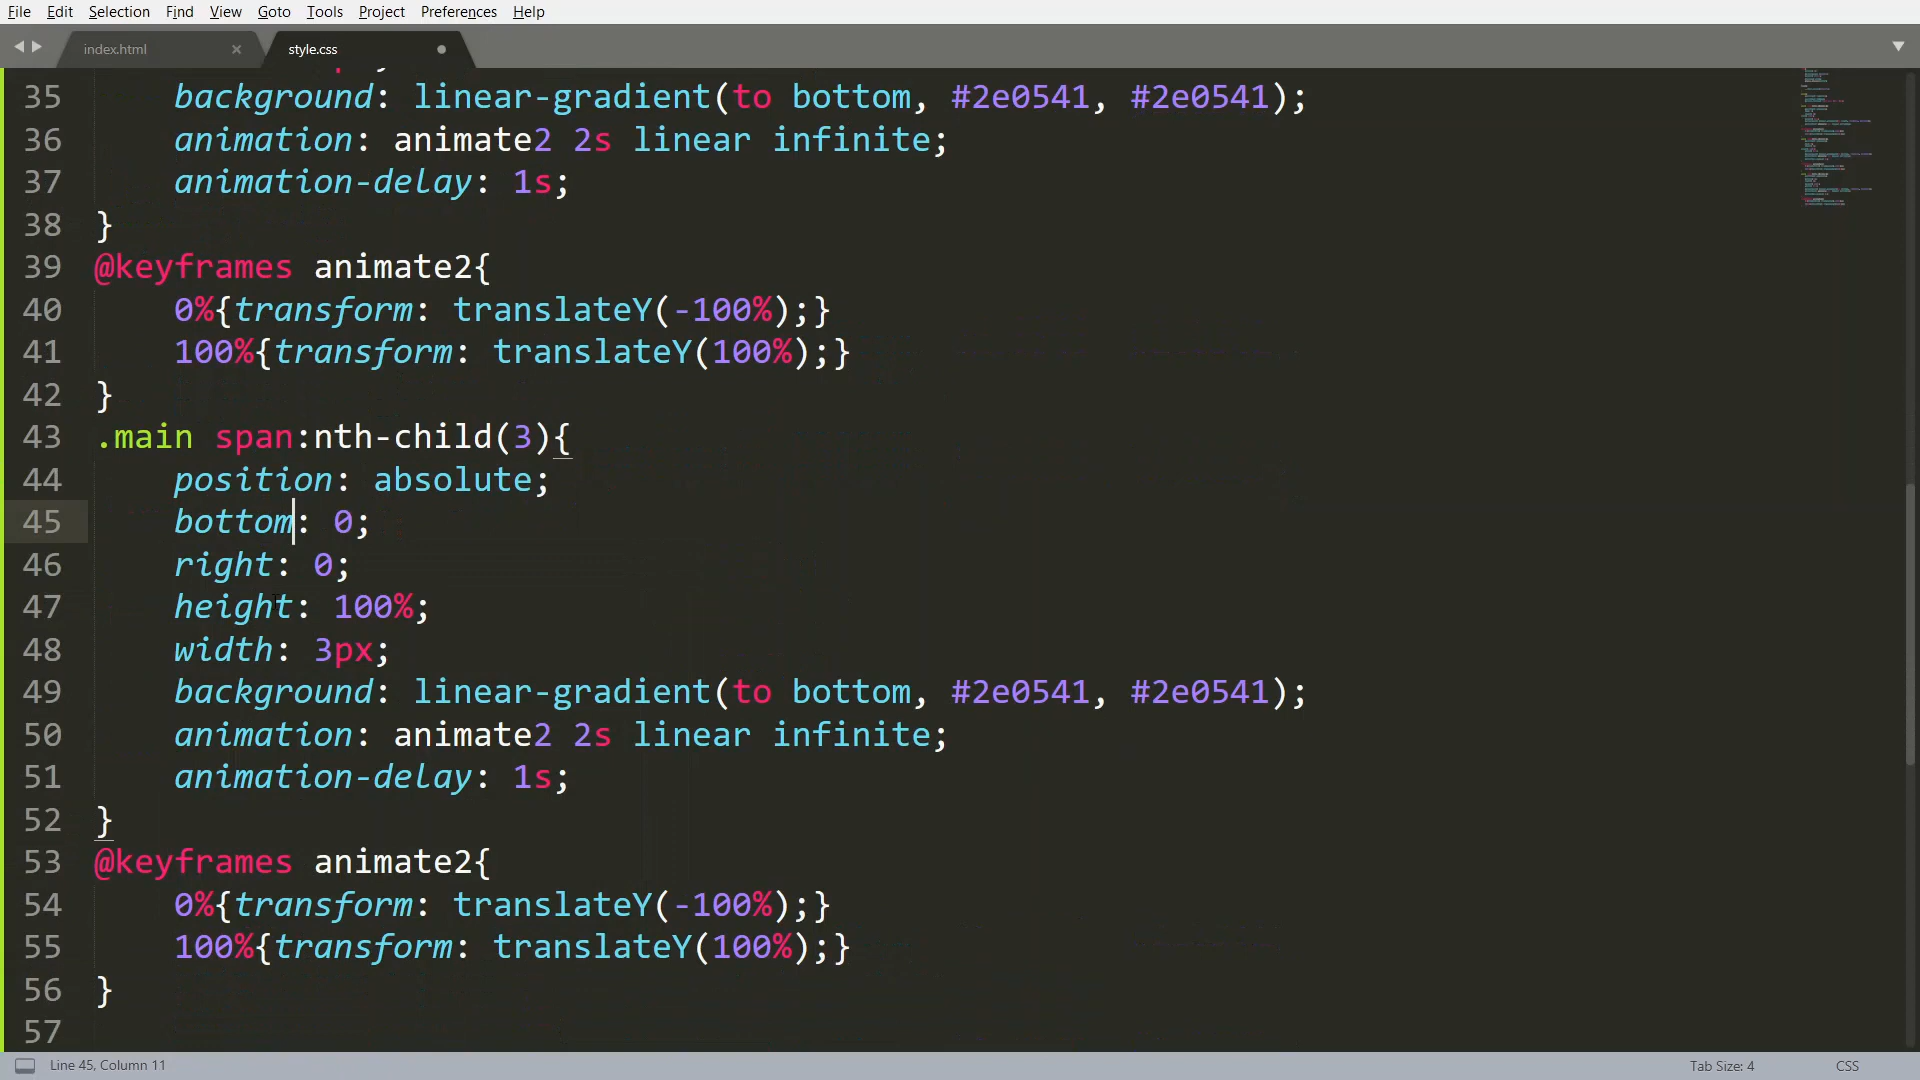 File Edit Selection Find View Goto Tools Project Preferences Help
index.html × style.css
35 background: linear-gradient(to bottom, #2e0541, #2e0541);
36 animation: animate2 2s linear infinite;
37 animation-delay: 1s;
38 }
39 @keyframes animate2{
40 0%{transform: translateY(-100%);}
41 100%{transform: translateY(100%);}
42 }
43 .main span:nth-child(3){
44 position: absolute;
45 bottom: 0;
46 right: 0;
47 height: 100%;
48 width: 3px;
49 background: linear-gradient(to bottom, #2e0541, #2e0541);
50 animation: animate2 2s linear infinite;
51 animation-delay: 1s;
52 }
53 @keyframes animate2{
54 0%{transform: translateY(-100%);}
55 100%{transform: translateY(100%);}
56 }
57
Line 45, Column 11 Tab Size: 4 CSS